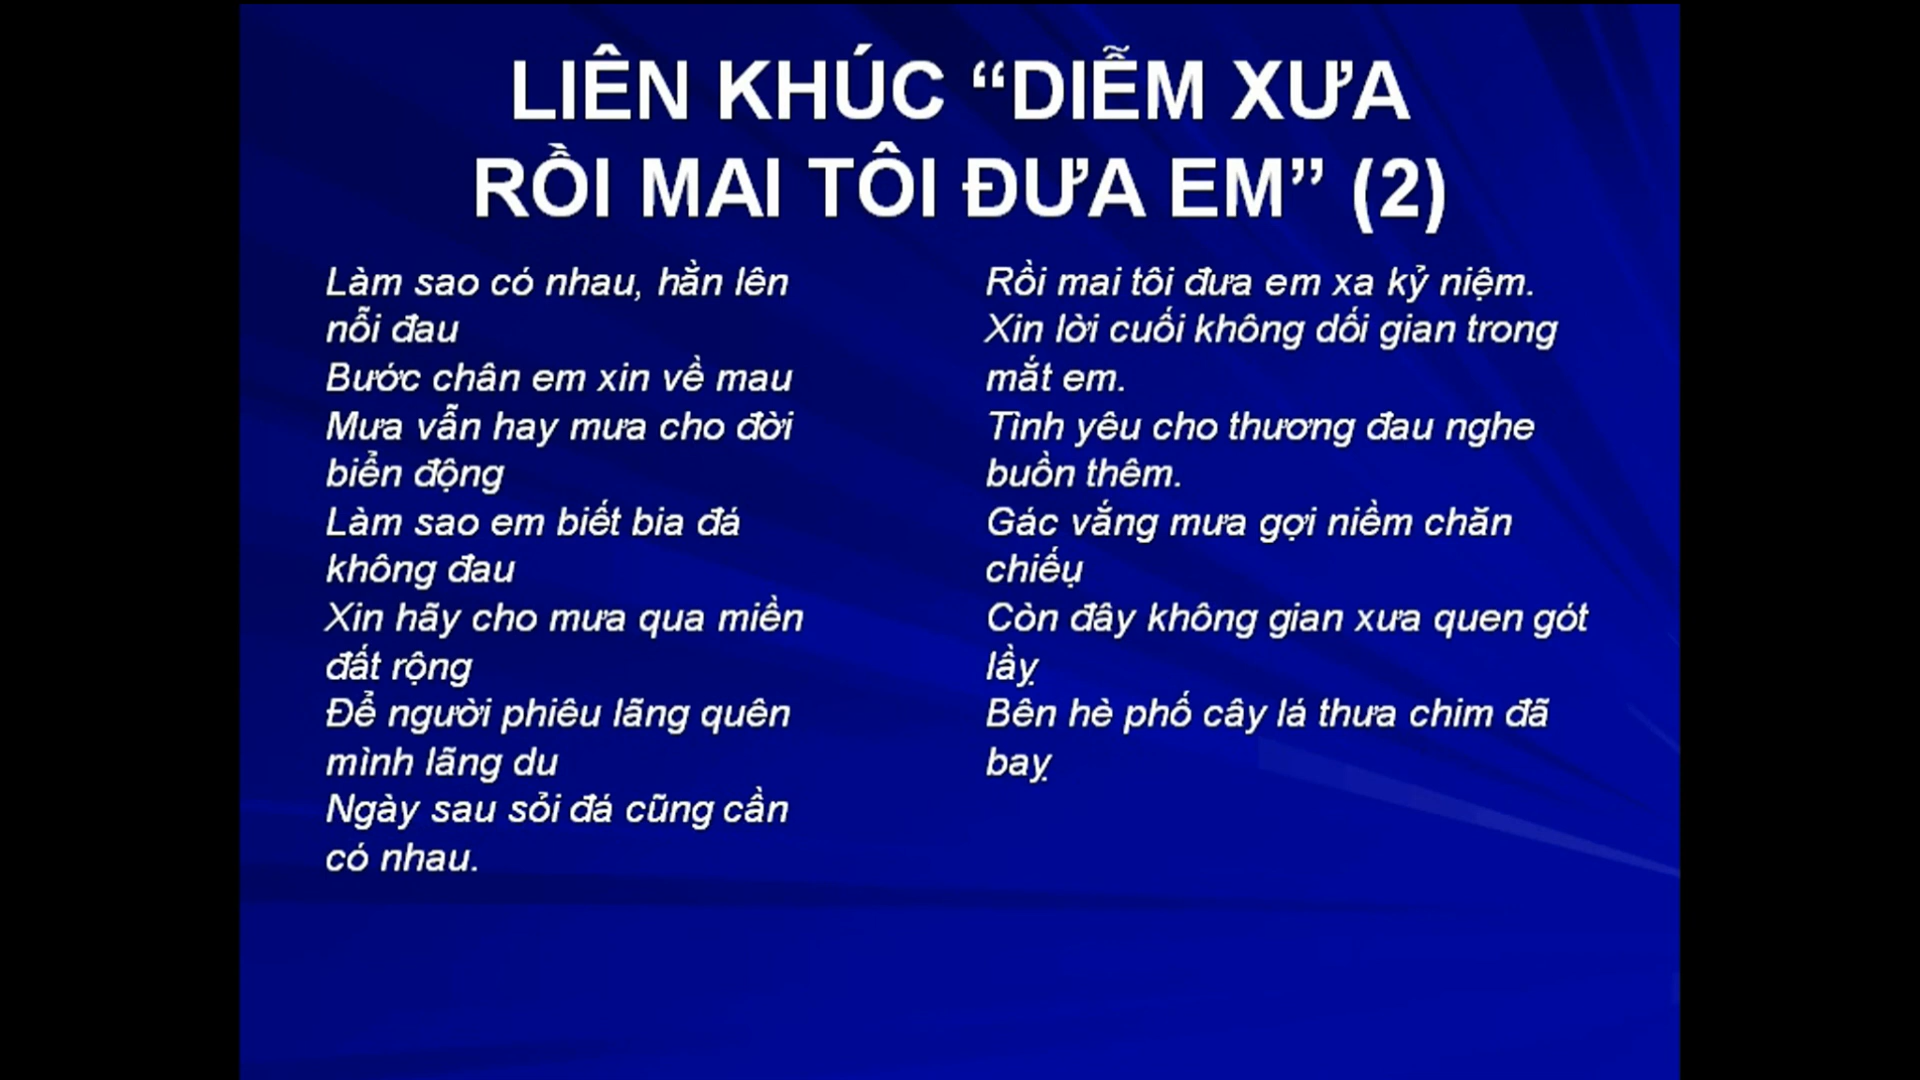 LIÊN KHÚC “DIỄM XƯA
RỒI MAI TÔI ĐƯA EM” (2)
Làm sao có nhau, hằn lên
nỗi đau
Bước chân em xin về mau
Mưa vẫn hay mưa cho đời
biển động
Làm sao em biết bia đá
không đau
Xin hãy cho mưa qua miền
đất rộng
Để người phiêu lãng quên
mình lãng du
Ngày sau sỏi đá cũng cần
có nhau.
Rồi mai tôi đưa em xa kỷ niệm.
Xin lời cuối không dối gian trong
mắt em.
Tình yêu cho thương đau nghe
buồn thêm.
Gác vắng mưa gợi niềm chăn
chiếụ
Còn đây không gian xưa quen gót
lầỵ
Bên hè phố cây lá thưa chim đã
baỵ